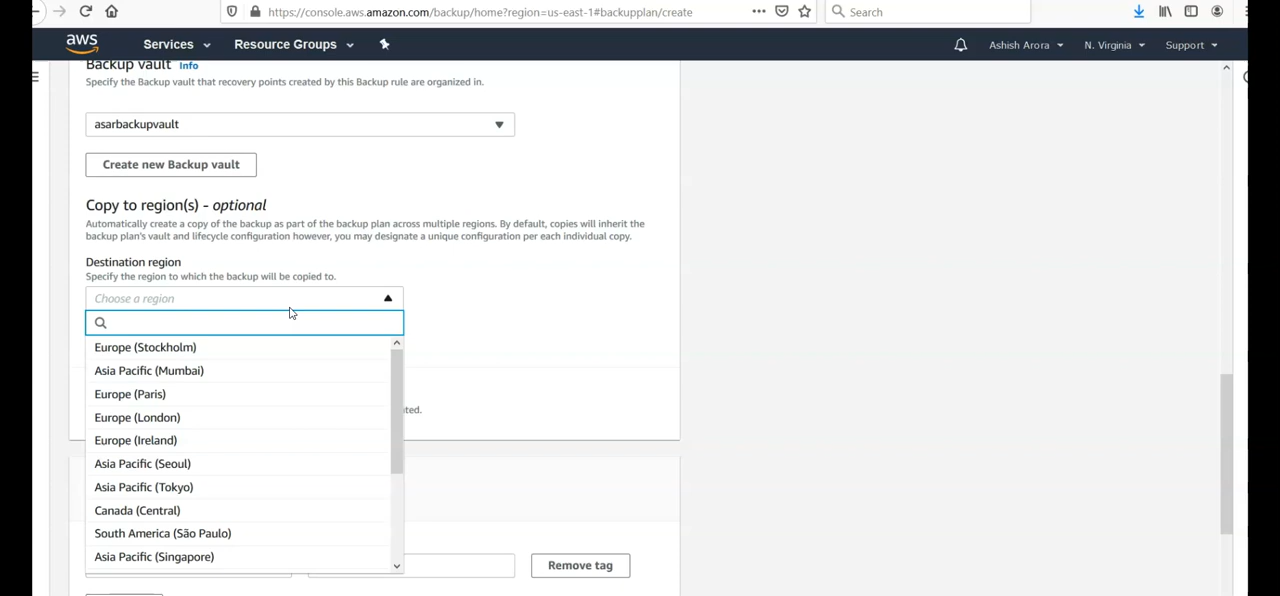 https://console.aws.amazon.com/backup/home?region=us-east-1#backupplan/create
Search
aws
Services
Resource Groups
Ashish Arora
N. Virginia
Support
Backup vault Info
Specify the Backup vault that recovery points created by this Backup rule are organized in.
asarbackupvault
Create new Backup vault
Copy to region(s) - optional
Automatically create a copy of the backup as part of the backup plan across multiple regions. By default, copies will inherit the
backup plan's vault and lifecycle configuration however, you may designate a unique configuration per each individual copy.
Destination region
Specify the region to which the backup will be copied to.
Choose a region
Europe (Stockholm)
Asia Pacific (Mumbai)
Europe (Paris)
Europe (London)
Europe (Ireland)
Asia Pacific (Seoul)
Asia Pacific (Tokyo)
Canada (Central)
South America (São Paulo)
Asia Pacific (Singapore)
Remove tag